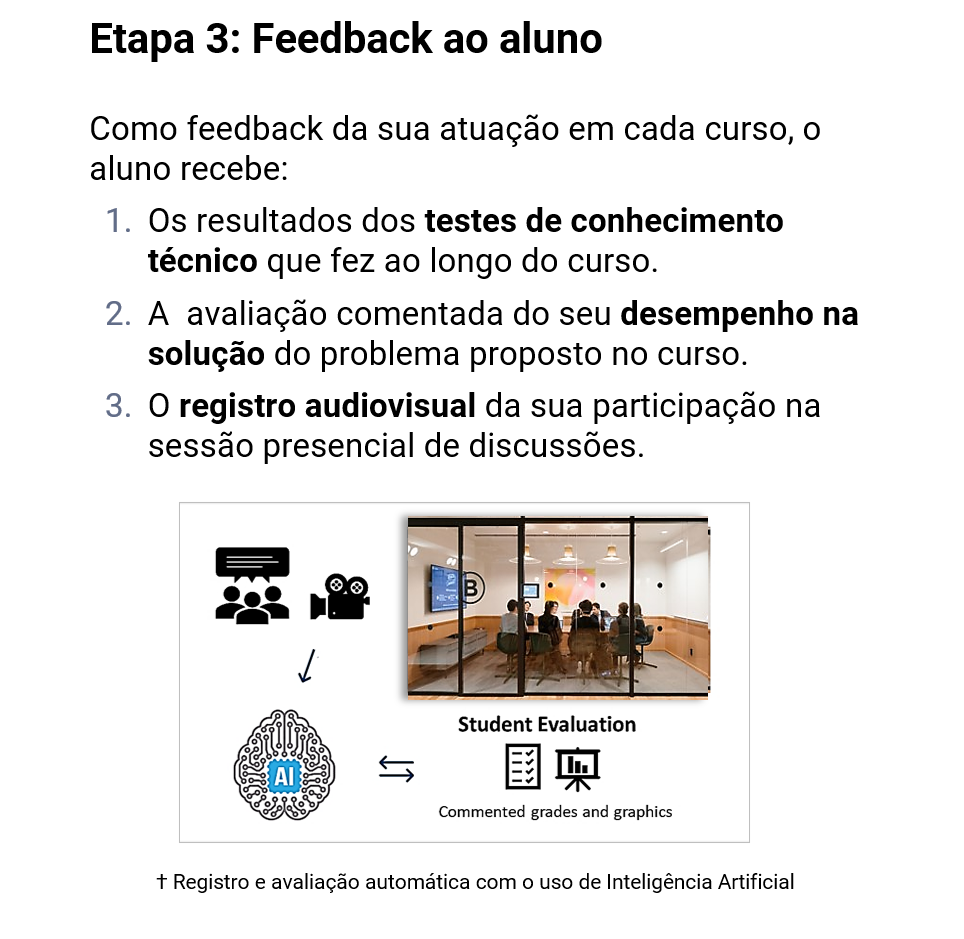 Etapa 3: Feedback ao aluno
Como feedback da sua atuação em cada curso, o
aluno recebe:
1. Os resultados dos testes de conhecimento
técnico que fez ao longo do curso.
2. A  avaliação comentada do seu desempenho na
solução do problema proposto no curso.
3. O registro audiovisual da sua participação na
sessão presencial de discussões.
B
AI
Student Evaluation
Commented grades and graphics
† Registro e avaliação automática com o uso de Inteligência Artificial